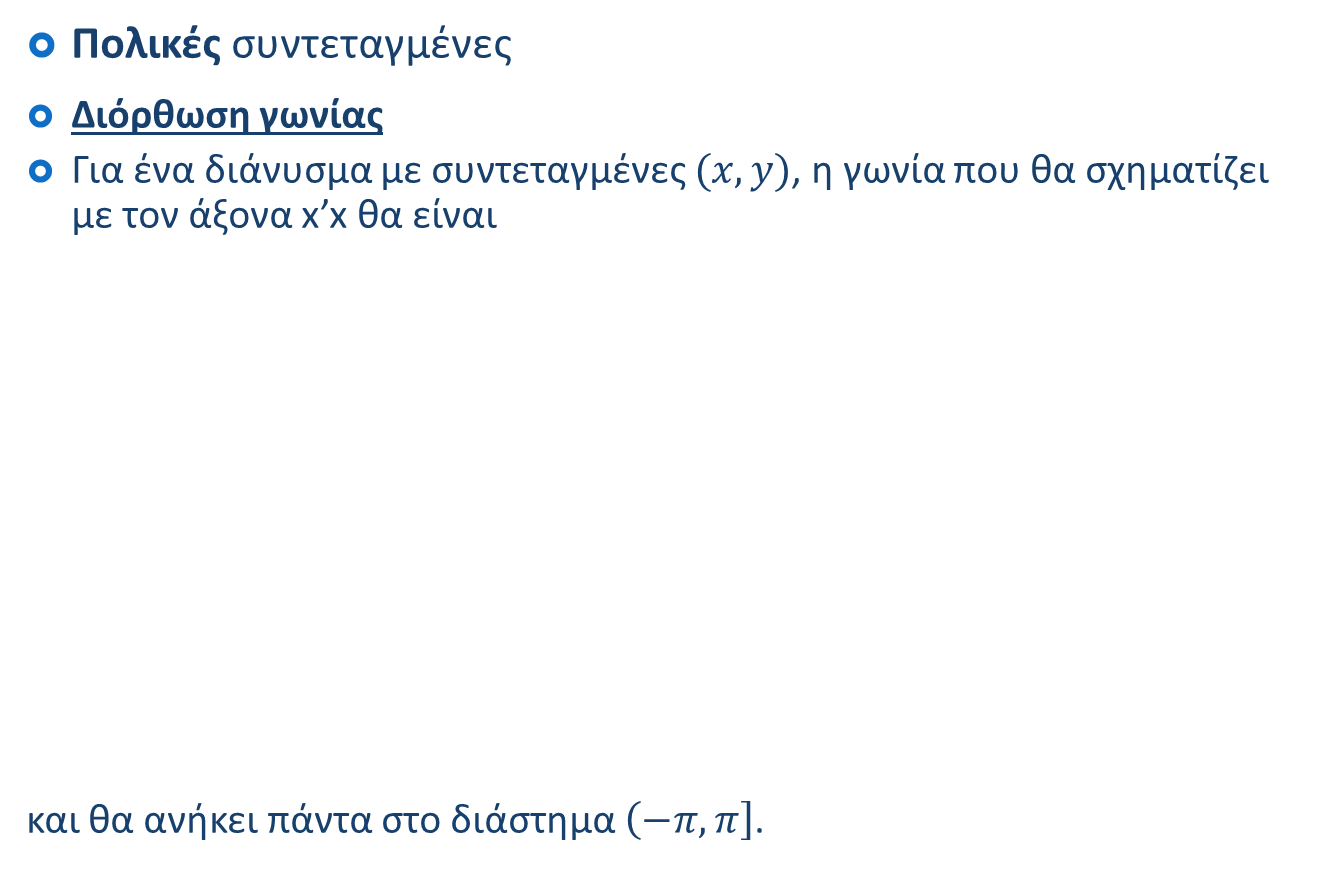 Πολικές συντεταγμένες
Διόρθωση γωνίας
Για ένα διάνυσμα με συντεταγμένες (x, y), η γωνία που θα σχηματίζει
με τον άξονα x’x θα είναι
και θα ανήκει πάντα στο διάστημα (−π, π].